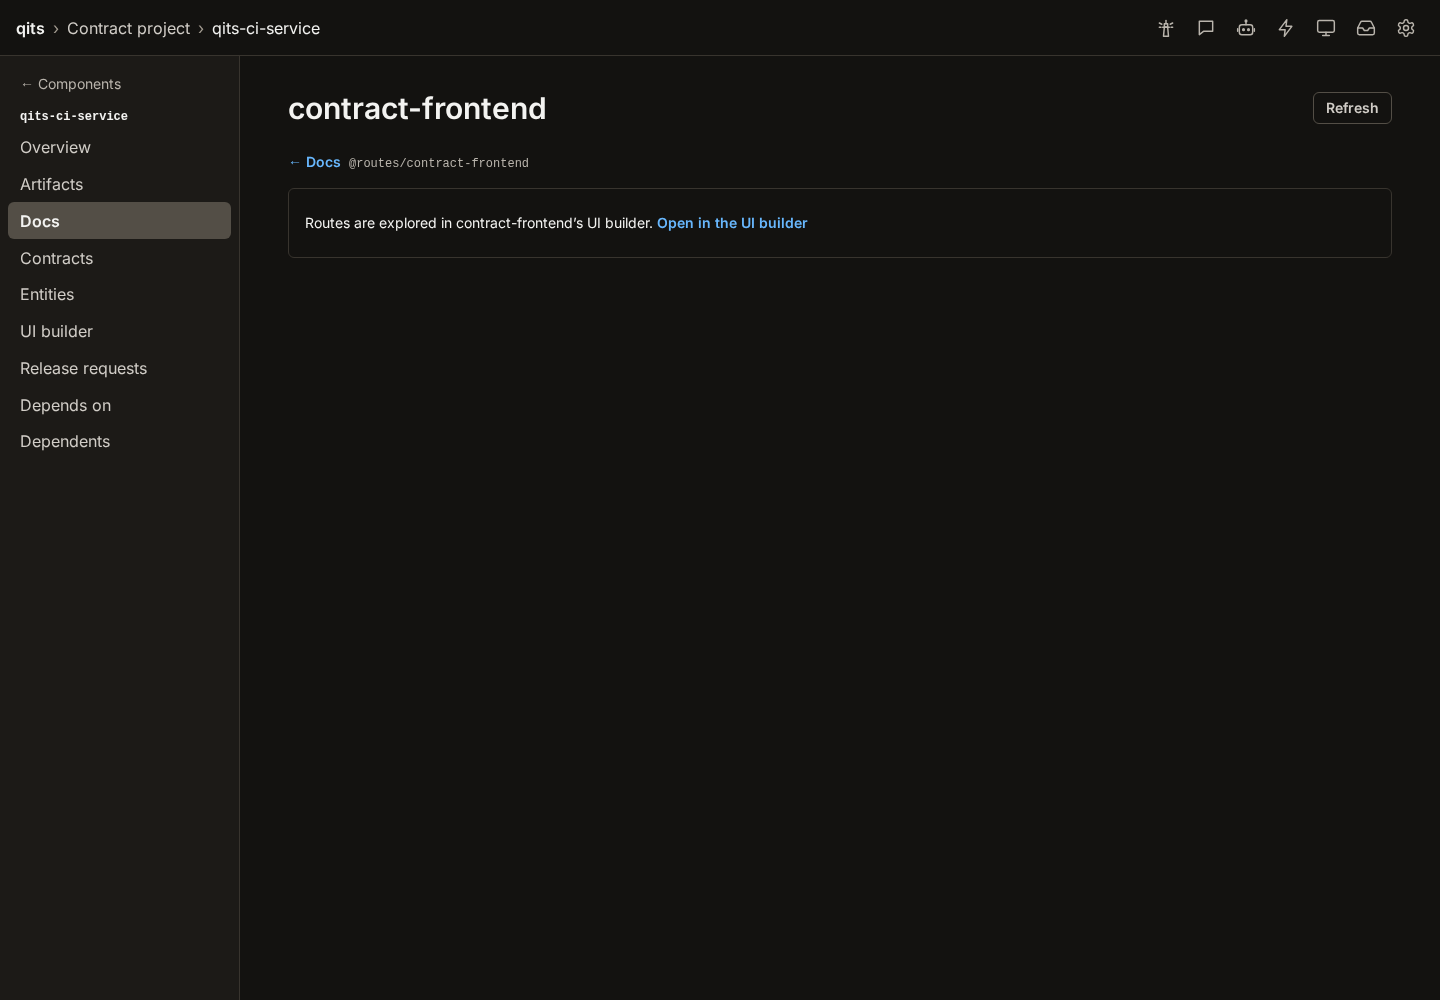 qits › Contract project › qits-ci-service
← Components
qits-ci-service
Overview
Artifacts
Docs
Contracts
Entities
UI builder
Release requests
Depends on
Dependents
contract-frontend
Refresh
← Docs @routes/contract-frontend
Routes are explored in contract-frontend’s UI builder. Open in the UI builder